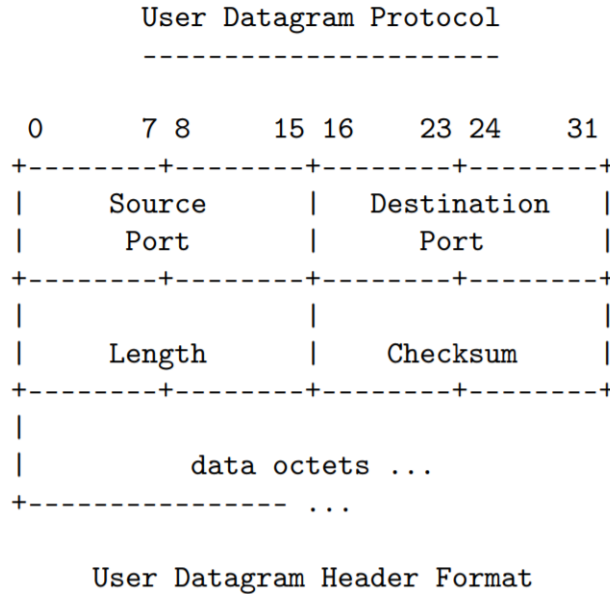 User Datagram Protocol
----------------------
0 7 8 15 16 23 24 31
+--------+--------+--------+--------+
| Source | Destination |
| Port | Port |
+--------+--------+--------+--------+
| | |
| Length | Checksum |
+--------+--------+--------+--------+
|
| data octets ...
+---------------- ...
User Datagram Header Format